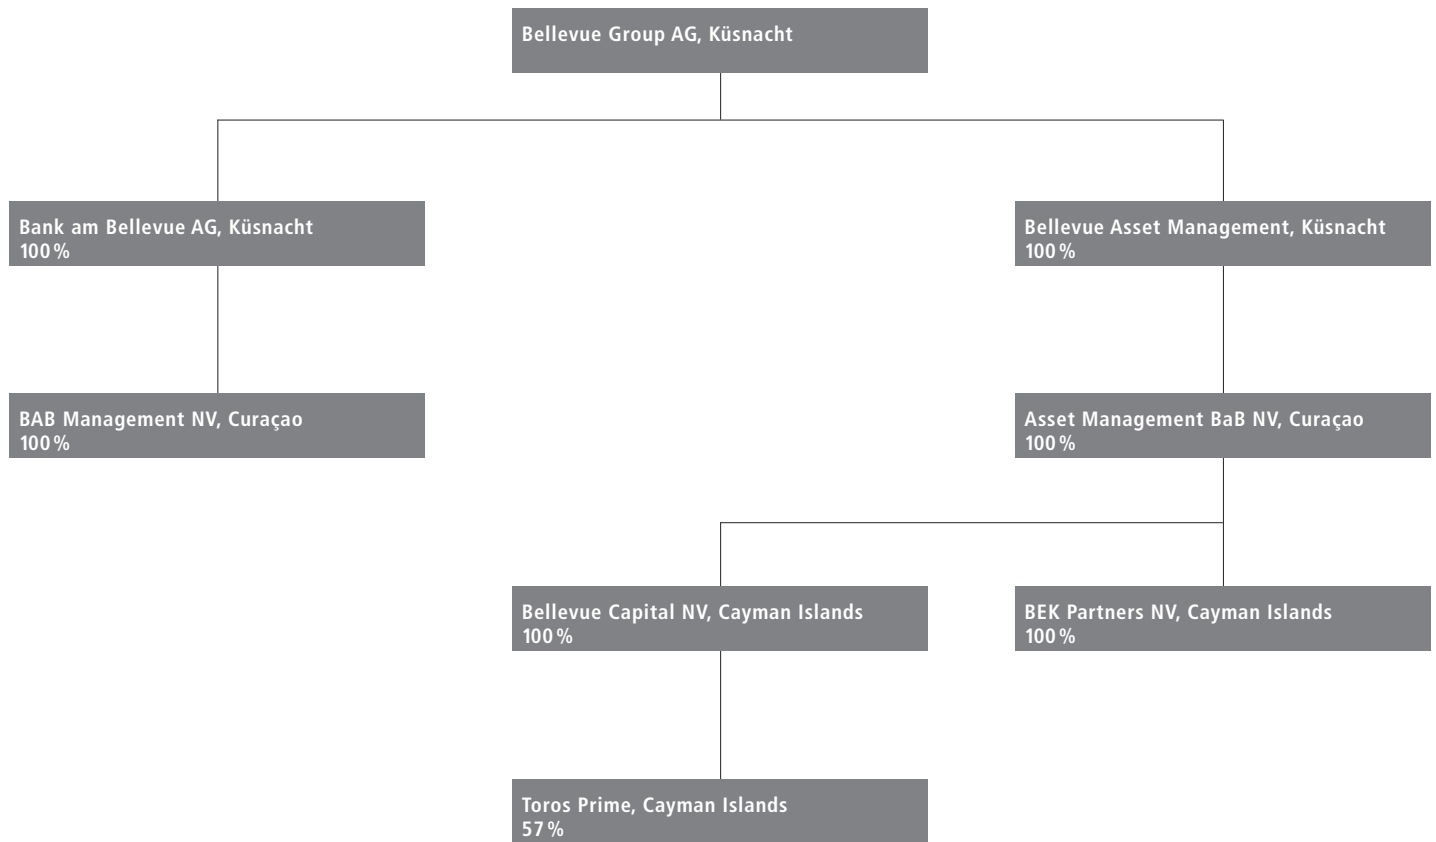 Bellevue Group AG, Küsnacht
Bank am Bellevue AG, Küsnacht
100 %
Bellevue Asset Management, Küsnacht
100 %
BAB Management NV, Curaçao
100 %
Asset Management BaB NV, Curaçao
100 %
Bellevue Capital NV, Cayman Islands
100 %
BEK Partners NV, Cayman Islands
100 %
Toros Prime, Cayman Islands
57 %